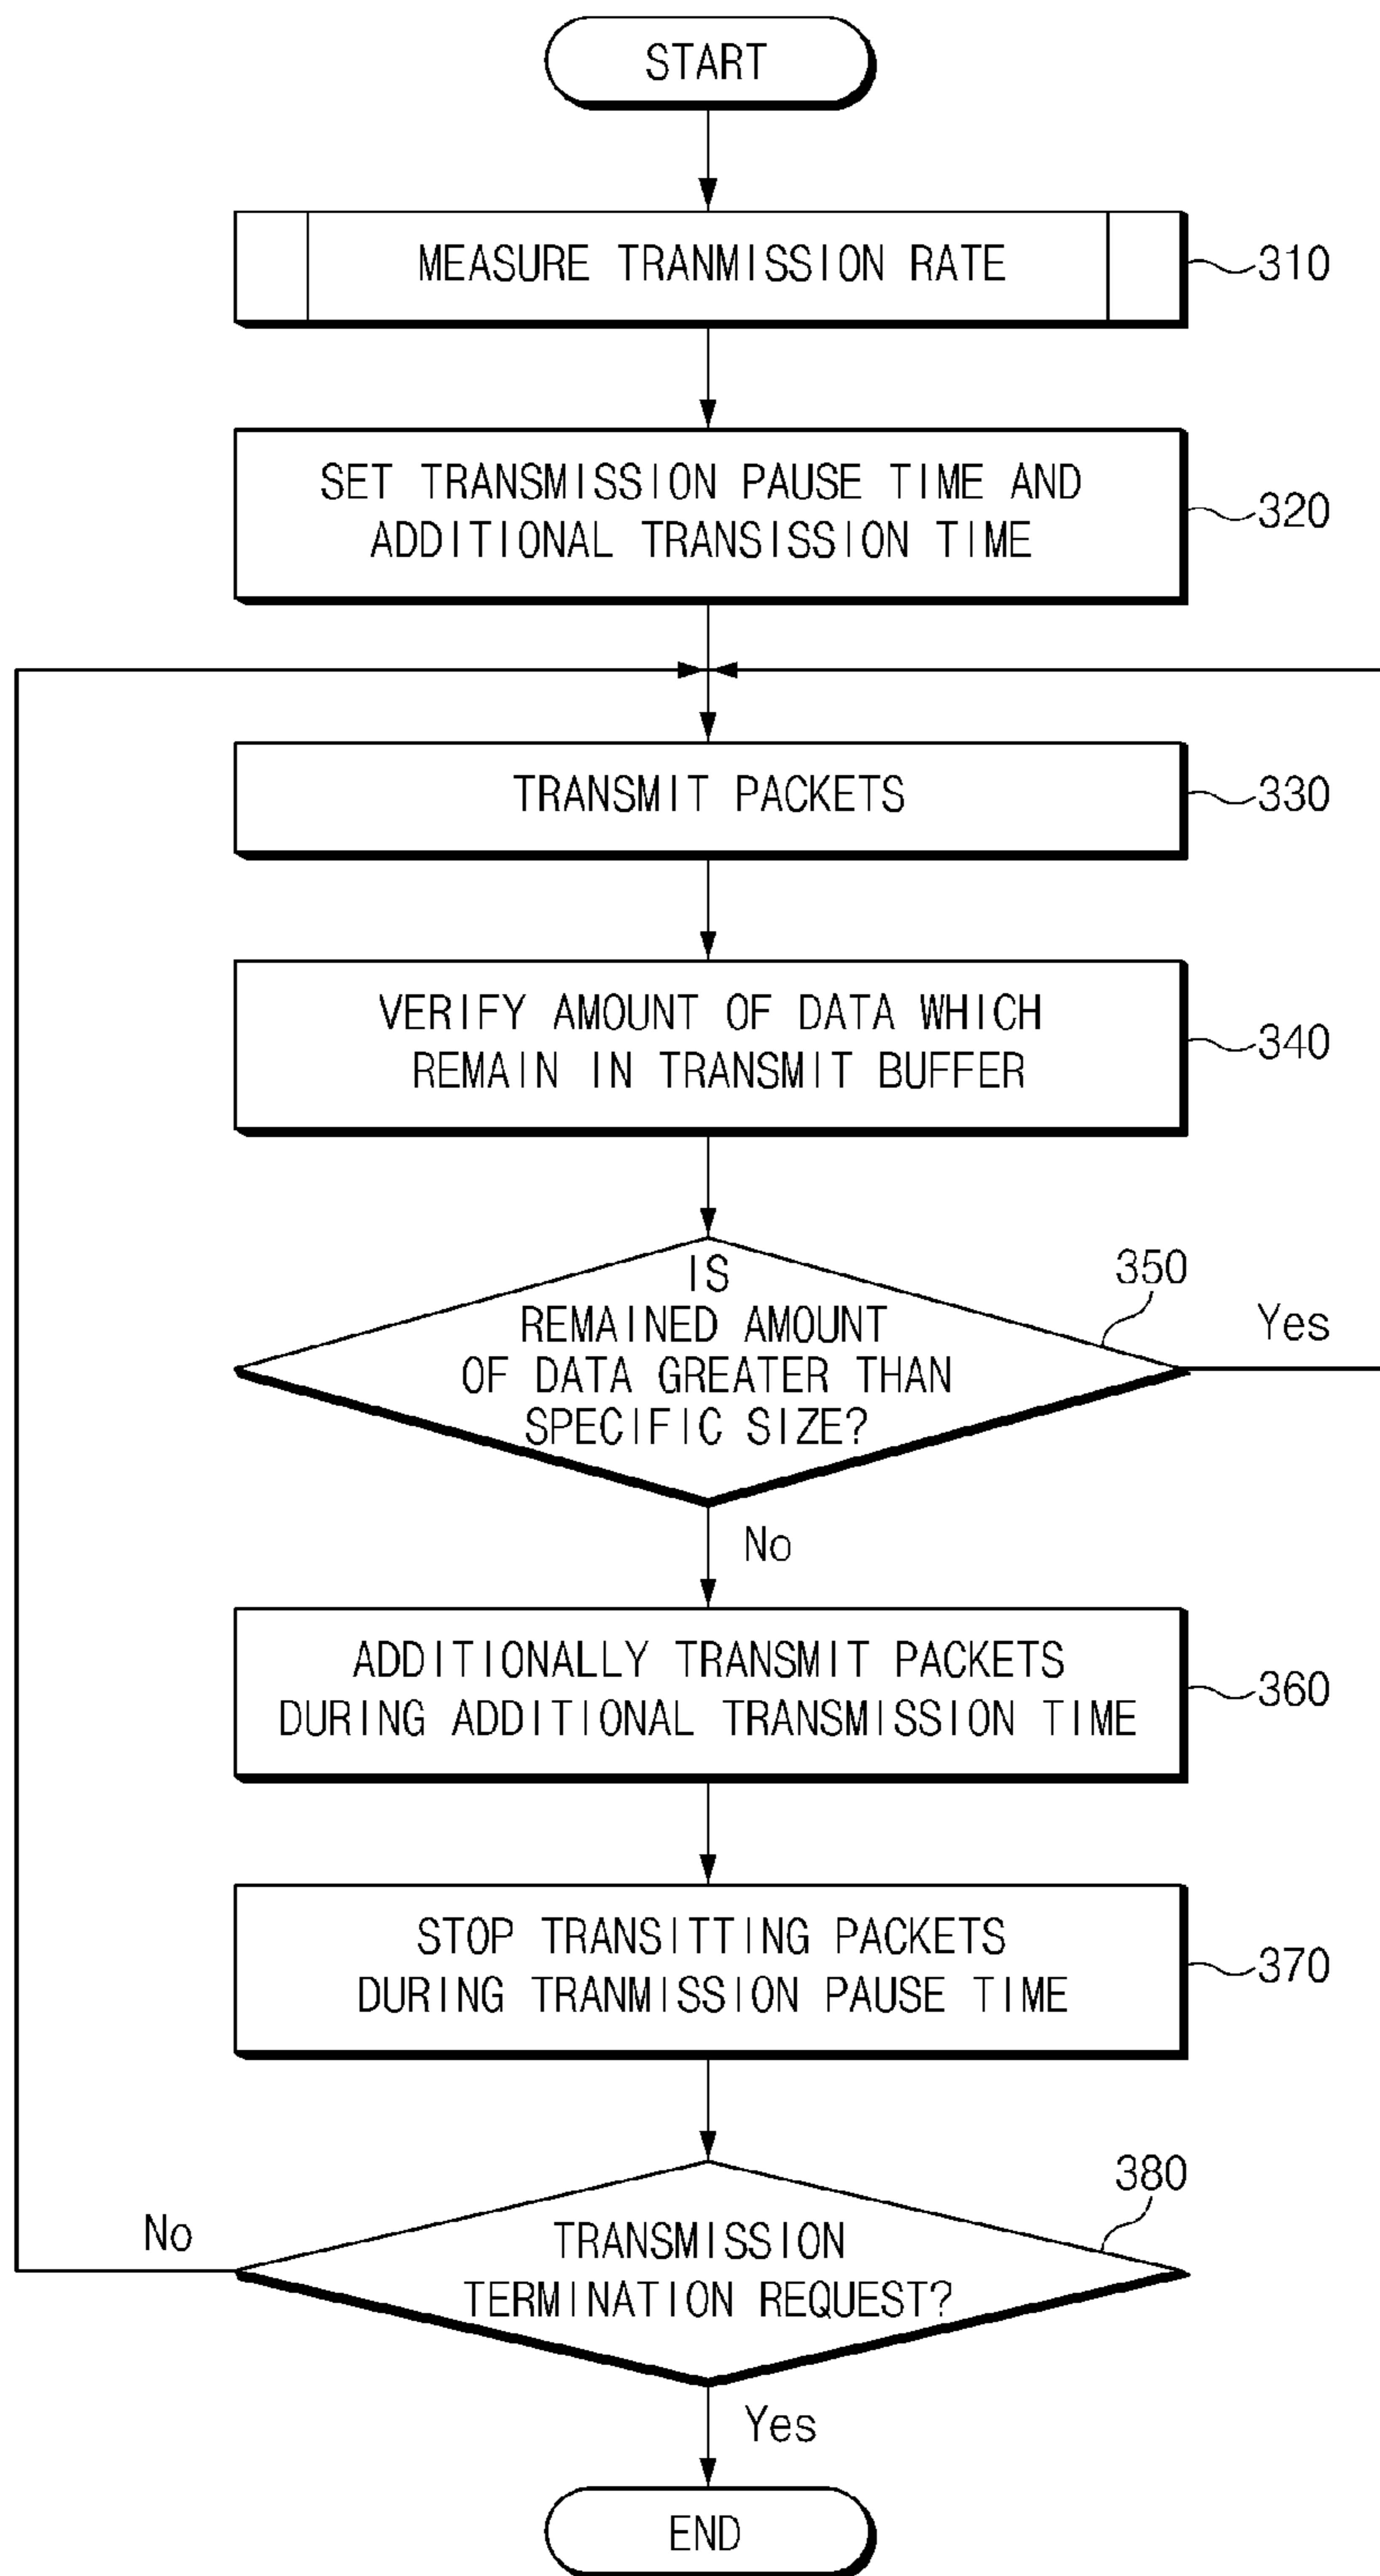 START
MEASURE TRANMISSION RATE
310
SET TRANSMISSION PAUSE TIME AND
ADDITIONAL TRANSISSION TIME
320
TRANSMIT PACKETS
330
VERIFY AMOUNT OF DATA WHICH
REMAIN IN TRANSMIT BUFFER
340
350
IS
REMAINED AMOUNT
OF DATA GREATER THAN
SPECIFIC SIZE?
Yes
No
ADDITIONALLY TRANSMIT PACKETS
DURING ADDITIONAL TRANSMISSION TIME
360
STOP TRANSITTING PACKETS
DURING TRANMISSION PAUSE TIME
370
380
No
TRANSMISSION
TERMINATION REQUEST?
Yes
END